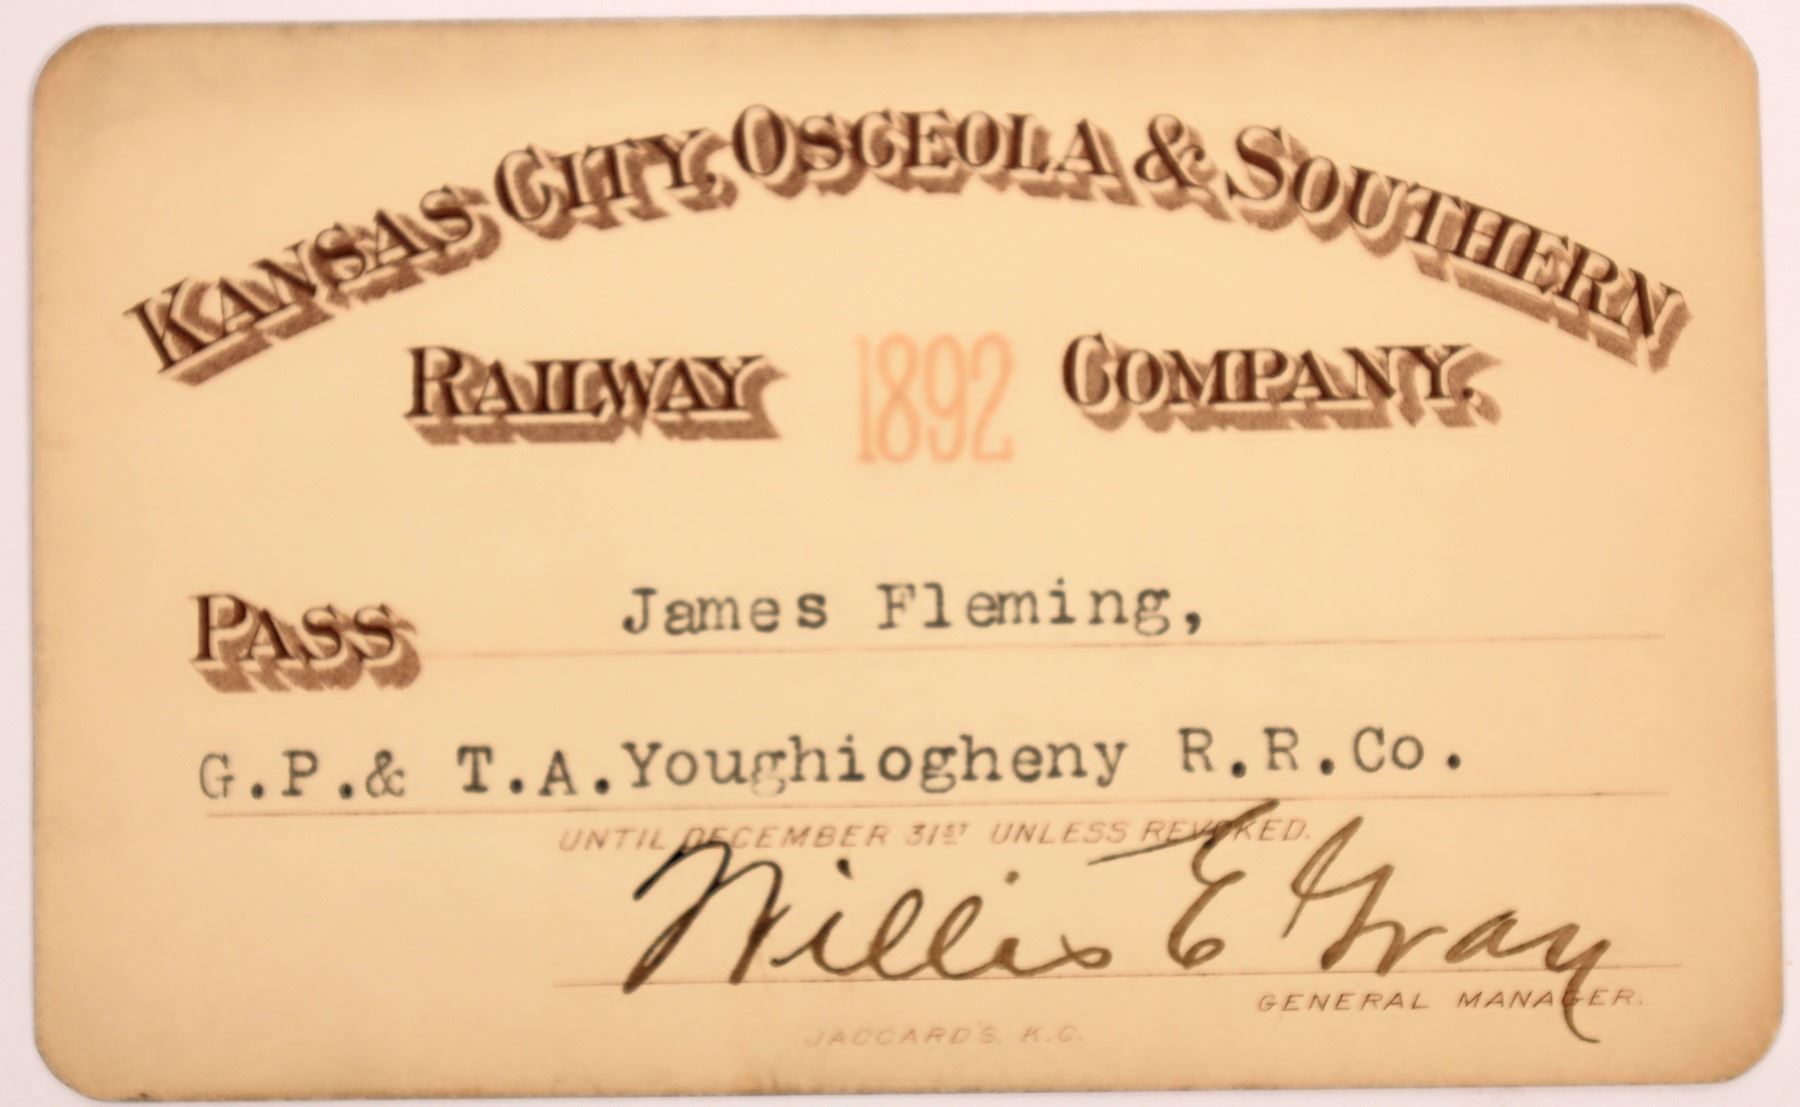 KANSAS CITY, OSCEOLA & SOUTHERN
RAILWAY 1892 COMPANY.
PASS James Fleming,
G.P.& T.A.Youghiogheny R.R.Co.
UNTIL DECEMBER 31ST UNLESS REVOKED.
Willis E Gray
GENERAL MANAGER.
JACCARD'S. K.C.